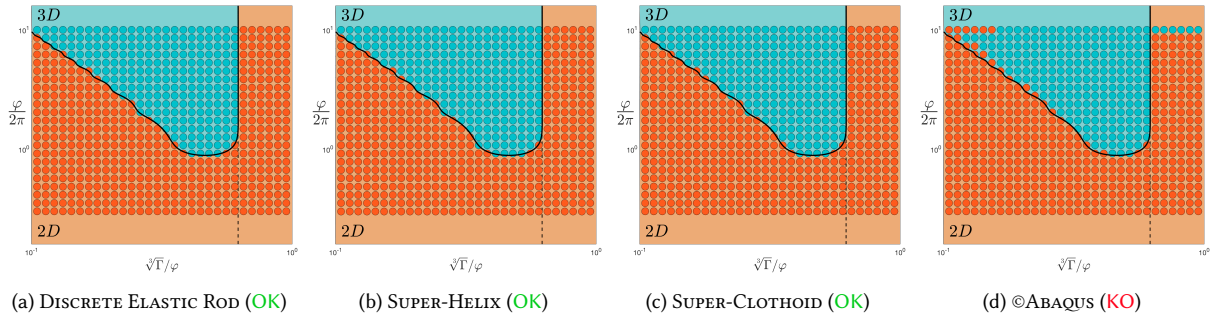 3D
10¹
φ/2π
10⁰
2D
10⁻¹
10⁰
∛Γ/φ
(a) Discrete Elastic Rod (OK)
3D
10¹
φ/2π
10⁰
2D
10⁻¹
10⁰
∛Γ/φ
(b) Super-Helix (OK)
3D
10¹
φ/2π
10⁰
2D
10⁻¹
10⁰
∛Γ/φ
(c) Super-Clothoid (OK)
3D
10¹
φ/2π
10⁰
2D
10⁻¹
10⁰
∛Γ/φ
(d) ©Abaqus (KO)